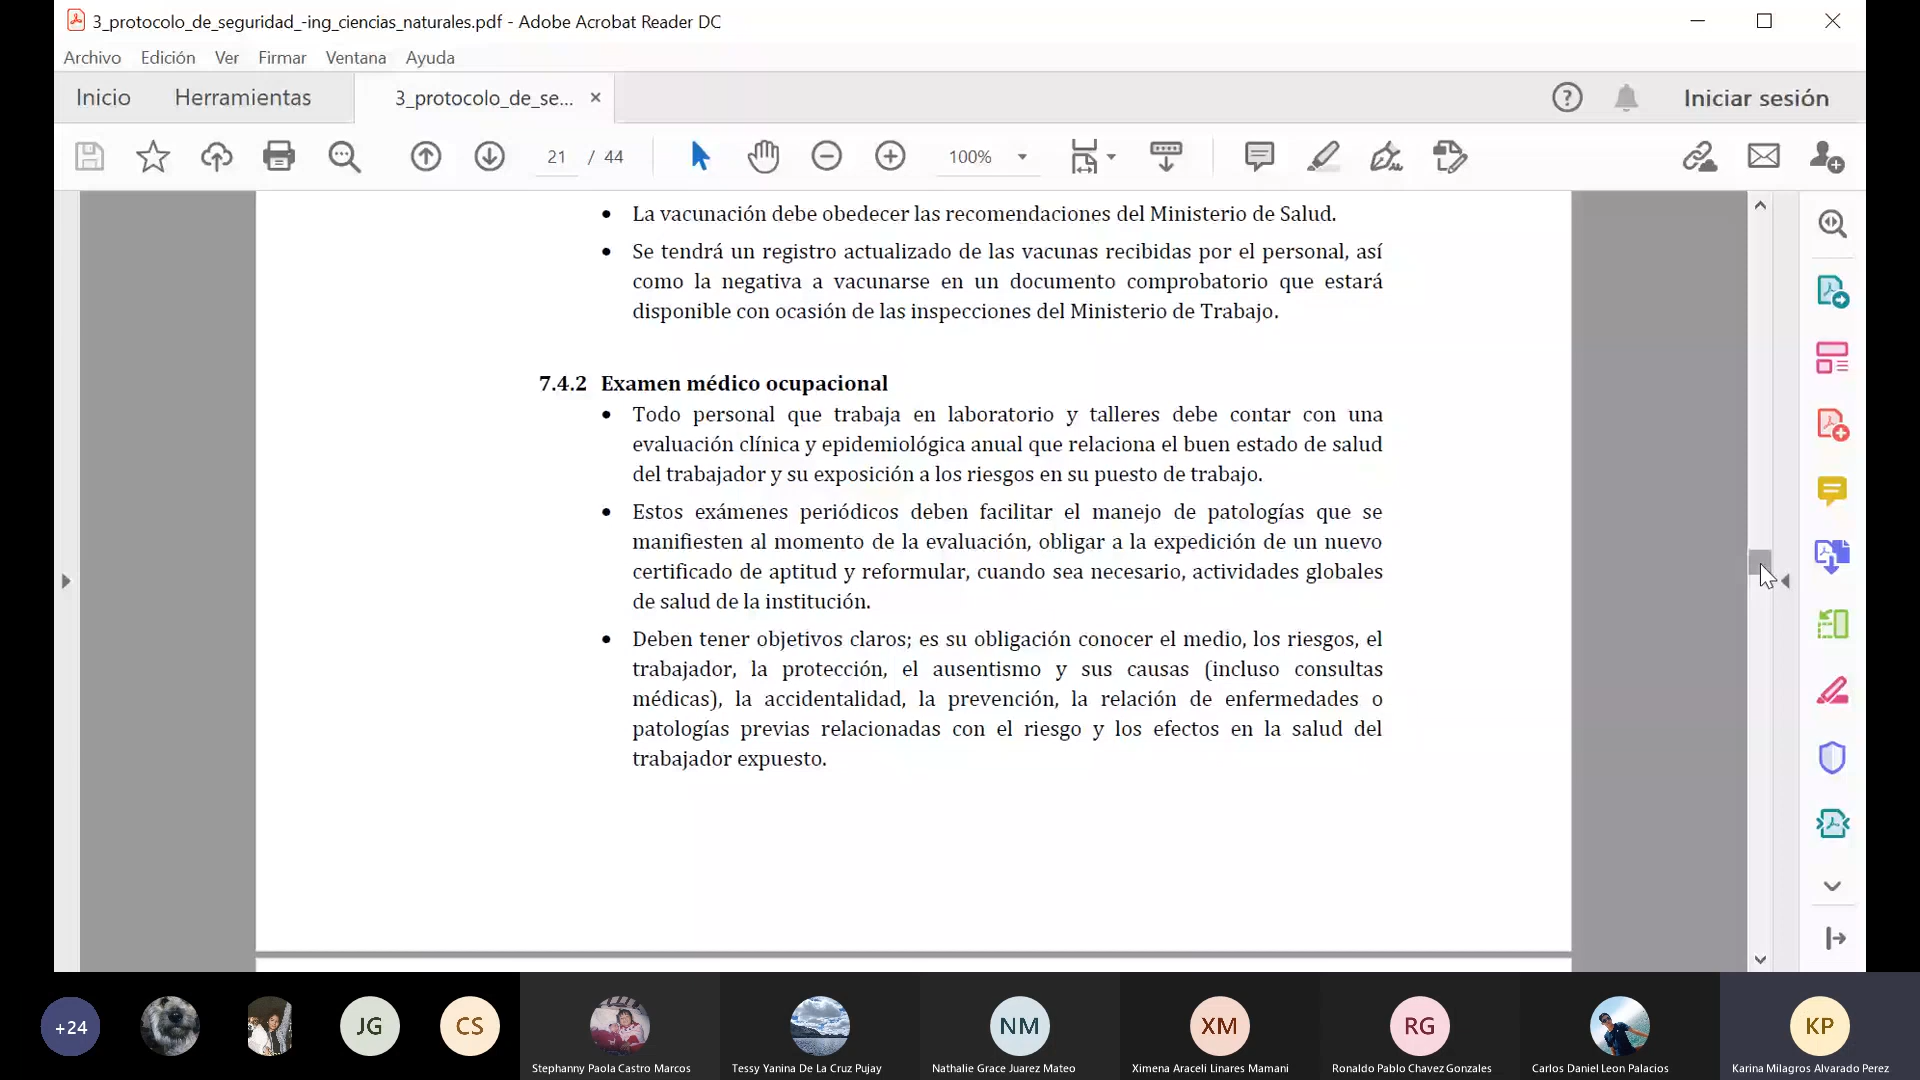 3_protocolo_de_seguridad_-ing_ciencias_naturales.pdf - Adobe Acrobat Reader DC
Archivo Edición Ver Firmar Ventana Ayuda
Inicio Herramientas 3_protocolo_de_se... × Iniciar sesión
21 / 44 100%
• La vacunación debe obedecer las recomendaciones del Ministerio de Salud.
• Se tendrá un registro actualizado de las vacunas recibidas por el personal, así
como la negativa a vacunarse en un documento comprobatorio que estará
disponible con ocasión de las inspecciones del Ministerio de Trabajo.
7.4.2 Examen médico ocupacional
• Todo personal que trabaja en laboratorio y talleres debe contar con una
evaluación clínica y epidemiológica anual que relaciona el buen estado de salud
del trabajador y su exposición a los riesgos en su puesto de trabajo.
• Estos exámenes periódicos deben facilitar el manejo de patologías que se
manifiesten al momento de la evaluación, obligar a la expedición de un nuevo
certificado de aptitud y reformular, cuando sea necesario, actividades globales
de salud de la institución.
• Deben tener objetivos claros; es su obligación conocer el medio, los riesgos, el
trabajador, la protección, el ausentismo y sus causas (incluso consultas
médicas), la accidentalidad, la prevención, la relación de enfermedades o
patologías previas relacionadas con el riesgo y los efectos en la salud del
trabajador expuesto.
+24 JG CS NM XM RG KP
Stephanny Paola Castro Marcos Tessy Yanina De La Cruz Pujay Nathalie Grace Juarez Mateo Ximena Araceli Linares Mamani Ronaldo Pablo Chavez Gonzales Carlos Daniel Leon Palacios Karina Milagros Alvarado Perez